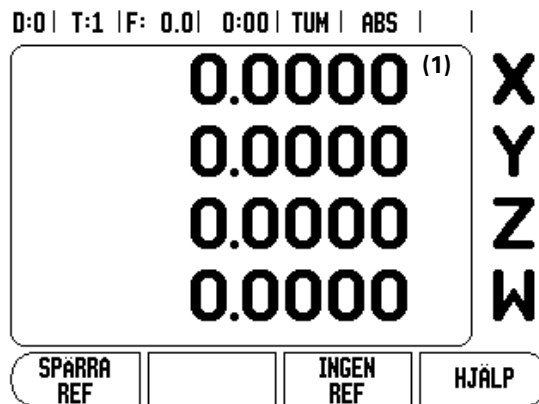 D:0 | T:1 | F: 0.0 | 0:00 | TUM | ABS | |
0.0000 (1) X
0.0000 Y
0.0000 Z
0.0000 W
SPÄRRA REF
INGEN REF
HJÄLP